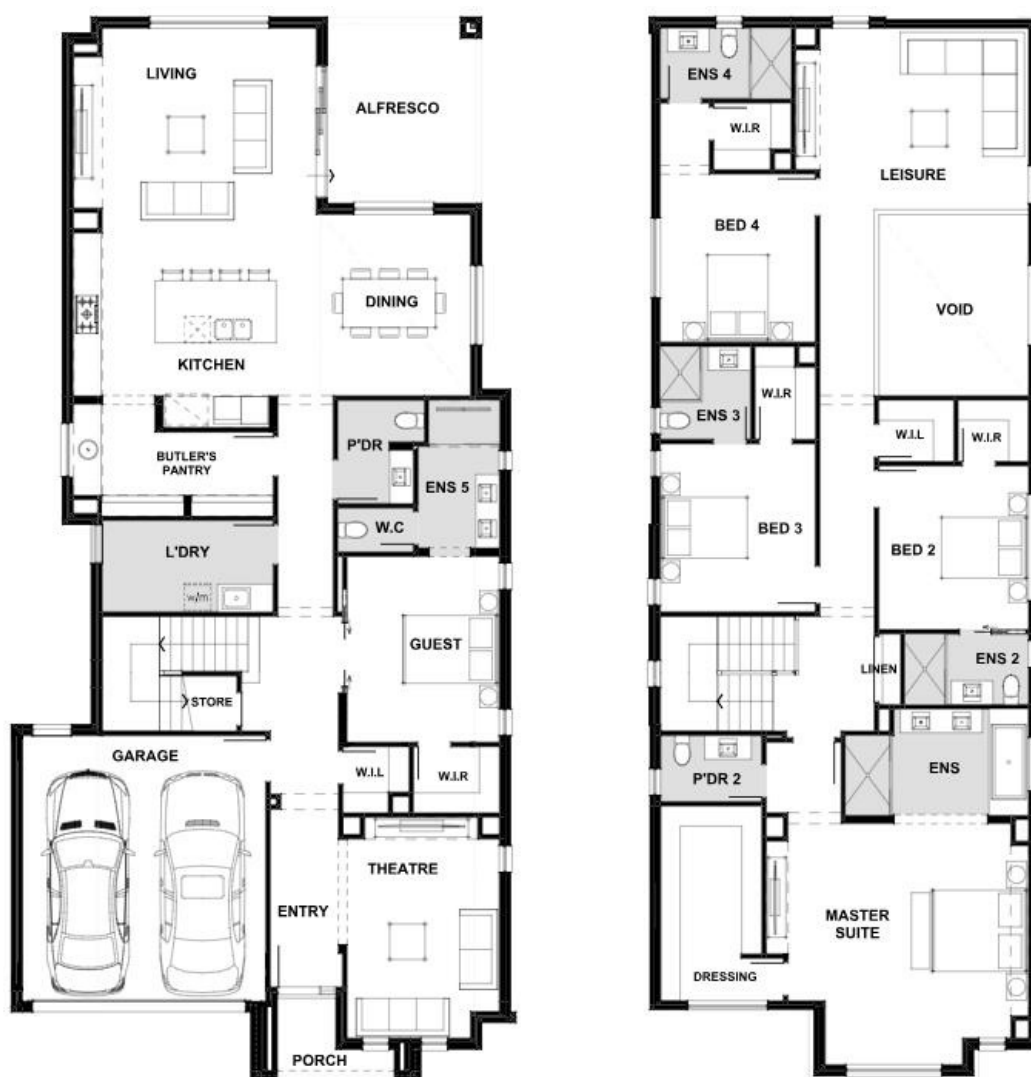 LIVING
ALFRESCO
DINING
KITCHEN
BUTLER'S
PANTRY
P'DR
ENS 5
W.C
L'DRY
w/m
GUEST
STORE
GARAGE
W.I.L
W.I.R
THEATRE
ENTRY
PORCH
ENS 4
W.I.R
LEISURE
BED 4
VOID
ENS 3
W.I.R
W.I.L
W.I.R
BED 3
BED 2
LINEN
ENS 2
P'DR 2
ENS
MASTER
SUITE
DRESSING